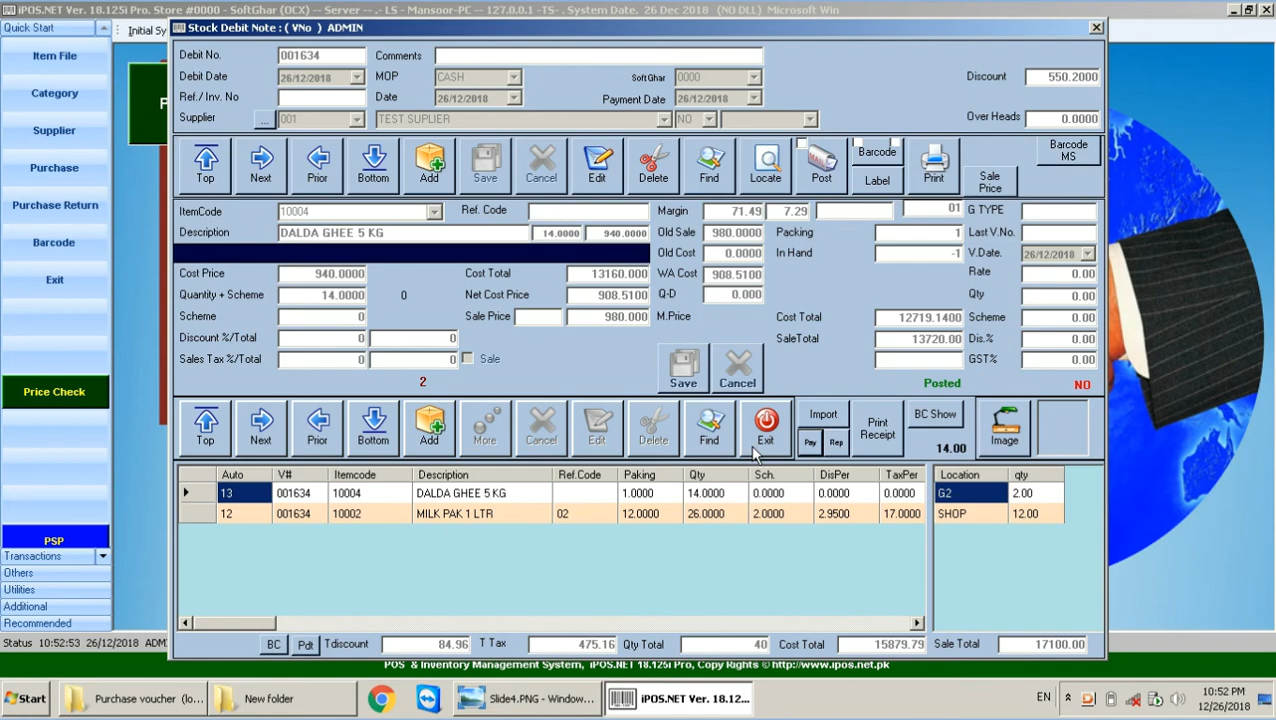 iPOS.NET Ver. 18.125i Pro. Store #0000 - SoftGhar (OCX) -- Server -- .- LS - Mansoor-PC -- 127.0.0.1 -TS- . System Date. 26 Dec 2018 (NO DLL) Microsoft Win
Quick Start
Initial Sy
Item File
Category
Supplier
Purchase
Purchase Return
Barcode
Exit
Price Check
PSP
Transactions
Others
Utilities
Additional
Recommended
Stock Debit Note : ( VNo ) ADMIN
Debit No. 001634 Comments
Debit Date 26/12/2018 MOP CASH SoftGhar 0000 Discount 550.2000
Ref./ Inv. No Date 26/12/2018 Payment Date 26/12/2018
Supplier ... 001 TEST SUPLIER NO Over Heads 0.0000
Top Next Prior Bottom Add Save Cancel Edit Delete Find Locate Post Barcode Label Print Sale Price Barcode MS
ItemCode 10004 Ref. Code Margin 71.49 7.29 01 G TYPE
Description DALDA GHEE 5 KG 14.0000 940.0000 Old Sale 980.0000 Packing 1 Last V.No.
Old Cost 0.0000 In Hand -1 V.Date. 26/12/2018
Cost Price 940.0000 Cost Total 13160.000 WA Cost 908.5100 Rate 0.00
Quantity + Scheme 14.0000 0 Net Cost Price 908.5100 Q-D 0.000 Qty 0.00
Scheme 0 Sale Price 980.000 M.Price Cost Total 12719.1400 Scheme 0.00
Discount %/Total 0 0 SaleTotal 13720.00 Dis.% 0.00
Sales Tax %/Total 0 0 Sale Save Cancel GST% 0.00
2 Posted NO
Top Next Prior Bottom Add More Cancel Edit Delete Find Exit Import Pay Rep Print Receipt BC Show 14.00 Image
Auto V# Itemcode Description Ref.Code Paking Qty Sch. DisPer TaxPer Location qty
13 001634 10004 DALDA GHEE 5 KG 1.0000 14.0000 0.0000 0.0000 0.0000 G2 2.00
12 001634 10002 MILK PAK 1 LTR 02 12.0000 26.0000 2.0000 2.9500 17.0000 SHOP 12.00
BC Pdt Tdiscount 84.96 T Tax 475.16 Qty Total 40 Cost Total 15879.79 Sale Total 17100.00
Status 10:52:53 26/12/2018 ADM
POS & Inventory Management System, iPOS.NET 18.125i Pro, Copy Rights © http://www.ipos.net.pk
Start Purchase voucher (lo... New folder Slide4.PNG - Window... iPOS.NET Ver. 18.12... EN 10:52 PM
12/26/2018